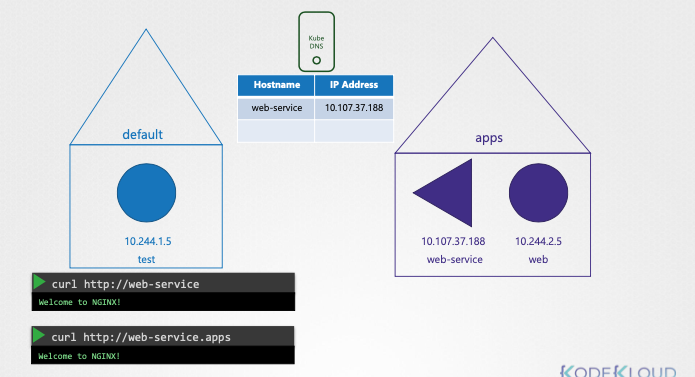 Kube
DNS
Hostname IP Address
web-service 10.107.37.188
default
apps
10.244.1.5
test
10.107.37.188
web-service
10.244.2.5
web
curl http://web-service
Welcome to NGINX!
curl http://web-service.apps
Welcome to NGINX!
KODEKLOUD